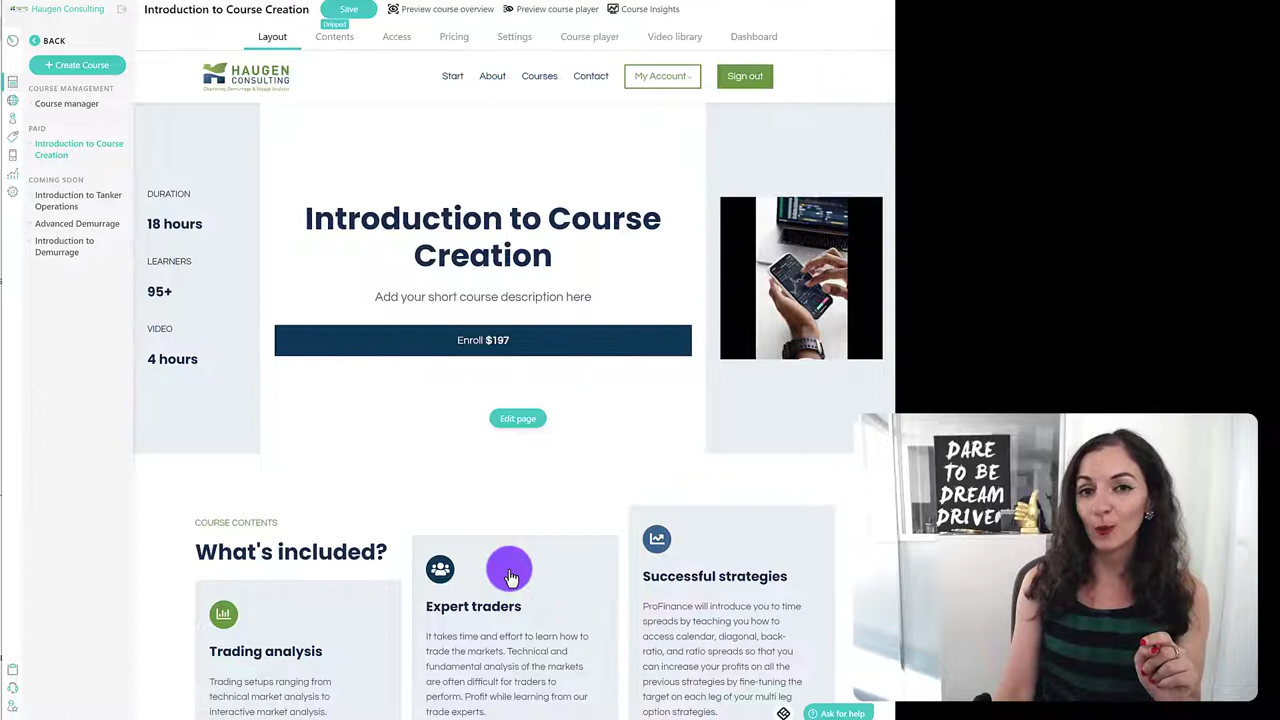 Haugen Consulting
Introduction to Course Creation
Save
Preview course overview
Preview course player
Course Insights
Dripped
BACK
Layout
Contents
Access
Pricing
Settings
Course player
Video library
Dashboard
+ Create Course
HAUGEN
CONSULTING
Chartering, Demurrage & Voyage Analysis
Start
About
Courses
Contact
My Account
Sign out
COURSE MANAGEMENT
Course manager
PAID
Introduction to Course
Creation
COMING SOON
Introduction to Tanker
Operations
Advanced Demurrage
Introduction to
Demurrage
DURATION
18 hours
LEARNERS
95+
VIDEO
4 hours
Introduction to Course
Creation
Add your short course description here
Enroll $197
Edit page
COURSE CONTENTS
What's included?
Trading analysis
Trading setups ranging from
technical market analysis to
interactive market analysis.
Expert traders
It takes time and effort to learn how to
trade the markets. Technical and
fundamental analysis of the markets
are often difficult for traders to
perform. Profit while learning from our
trade experts.
Successful strategies
ProFinance will introduce you to time
spreads by teaching you how to
access calendar, diagonal, back-
ratio, and ratio spreads so that you
can increase your profits on all the
previous strategies by fine-tuning the
target on each leg of your multi leg
option strategies.
Ask for help
DARE
TO BE
DREAM
DRIVEN